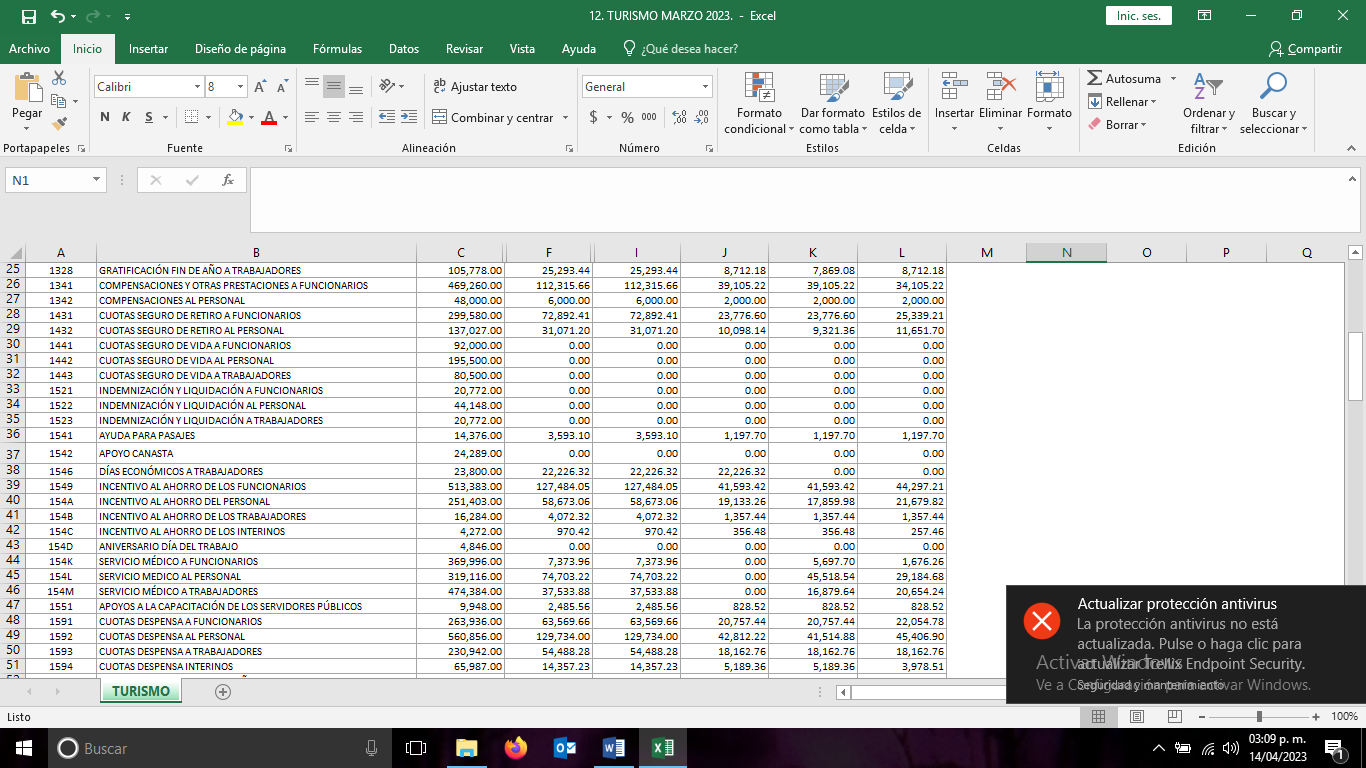 12. TURISMO MARZO 2023. - Excel
Inic. ses.
Archivo Inicio Insertar Diseño de página Fórmulas Datos Revisar Vista Ayuda ¿Qué desea hacer? Compartir
Pegar
Calibri 8
N K S A
Ajustar texto
Combinar y centrar
General
$ % 000
Formato condicional
Dar formato como tabla
Estilos de celda
Insertar Eliminar Formato
Autosuma
Rellenar
Borrar
Ordenar y filtrar
Buscar y seleccionar
Portapapeles Fuente Alineación Número Estilos Celdas Edición
N1 fx
A B C F I J K L M N O P Q
25 1328 GRATIFICACIÓN FIN DE AÑO A TRABAJADORES 105,778.00 25,293.44 25,293.44 8,712.18 7,869.08 8,712.18
26 1341 COMPENSACIONES Y OTRAS PRESTACIONES A FUNCIONARIOS 469,260.00 112,315.66 112,315.66 39,105.22 39,105.22 34,105.22
27 1342 COMPENSACIONES AL PERSONAL 48,000.00 6,000.00 6,000.00 2,000.00 2,000.00 2,000.00
28 1431 CUOTAS SEGURO DE RETIRO A FUNCIONARIOS 299,580.00 72,892.41 72,892.41 23,776.60 23,776.60 25,339.21
29 1432 CUOTAS SEGURO DE RETIRO AL PERSONAL 137,027.00 31,071.20 31,071.20 10,098.14 9,321.36 11,651.70
30 1441 CUOTAS SEGURO DE VIDA A FUNCIONARIOS 92,000.00 0.00 0.00 0.00 0.00 0.00
31 1442 CUOTAS SEGURO DE VIDA AL PERSONAL 195,500.00 0.00 0.00 0.00 0.00 0.00
32 1443 CUOTAS SEGURO DE VIDA A TRABAJADORES 80,500.00 0.00 0.00 0.00 0.00 0.00
33 1521 INDEMNIZACIÓN Y LIQUIDACIÓN A FUNCIONARIOS 20,772.00 0.00 0.00 0.00 0.00 0.00
34 1522 INDEMNIZACIÓN Y LIQUIDACIÓN AL PERSONAL 44,148.00 0.00 0.00 0.00 0.00 0.00
35 1523 INDEMNIZACIÓN Y LIQUIDACIÓN A TRABAJADORES 20,772.00 0.00 0.00 0.00 0.00 0.00
36 1541 AYUDA PARA PASAJES 14,376.00 3,593.10 3,593.10 1,197.70 1,197.70 1,197.70
37 1542 APOYO CANASTA 24,289.00 0.00 0.00 0.00 0.00 0.00
38 1546 DÍAS ECONÓMICOS A TRABAJADORES 23,800.00 22,226.32 22,226.32 22,226.32 0.00 0.00
39 1549 INCENTIVO AL AHORRO DE LOS FUNCIONARIOS 513,383.00 127,484.05 127,484.05 41,593.42 41,593.42 44,297.21
40 154A INCENTIVO AL AHORRO DEL PERSONAL 251,403.00 58,673.06 58,673.06 19,133.26 17,859.98 21,679.82
41 154B INCENTIVO AL AHORRO DE LOS TRABAJADORES 16,284.00 4,072.32 4,072.32 1,357.44 1,357.44 1,357.44
42 154C INCENTIVO AL AHORRO DE LOS INTERINOS 4,272.00 970.42 970.42 356.48 356.48 257.46
43 154D ANIVERSARIO DÍA DEL TRABAJO 4,846.00 0.00 0.00 0.00 0.00 0.00
44 154K SERVICIO MÉDICO A FUNCIONARIOS 369,996.00 7,373.96 7,373.96 0.00 5,697.70 1,676.26
45 154L SERVICIO MEDICO AL PERSONAL 319,116.00 74,703.22 74,703.22 0.00 45,518.54 29,184.68
46 154M SERVICIO MÉDICO A TRABAJADORES 474,384.00 37,533.88 37,533.88 0.00 16,879.64 20,654.24
47 1551 APOYOS A LA CAPACITACIÓN DE LOS SERVIDORES PÚBLICOS 9,948.00 2,485.56 2,485.56 828.52 828.52 828.52
48 1591 CUOTAS DESPENSA A FUNCIONARIOS 263,936.00 63,569.66 63,569.66 20,757.44 20,757.44 22,054.78
49 1592 CUOTAS DESPENSA AL PERSONAL 560,856.00 129,734.00 129,734.00 42,812.22 41,514.88 45,406.90
50 1593 CUOTAS DESPENSA A TRABAJADORES 230,942.00 54,488.28 54,488.28 18,162.76 18,162.76 18,162.76
51 1594 CUOTAS DESPENSA INTERINOS 65,987.00 14,357.23 14,357.23 5,189.36 5,189.36 3,978.51
Actualizar protección antivirus
La protección antivirus no está
actualizada. Pulse o haga clic para
actualizar Trellix Endpoint Security.
Seguridad y mantenimiento
Activar Windows
Ve a Configuración para activar Windows.
TURISMO
Listo 100%
Buscar
03:09 p. m.
14/04/2023
1